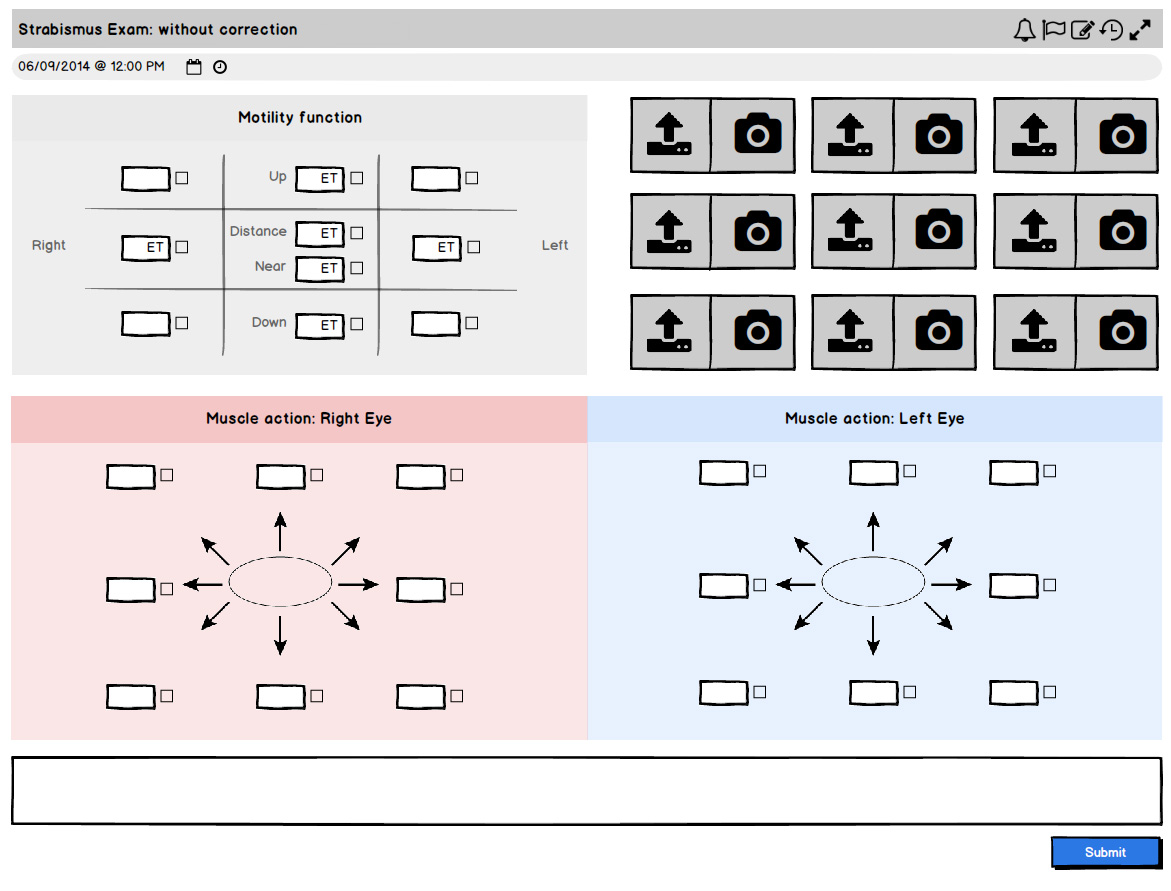 Strabismus Exam: without correction
06/09/2014 @ 12:00 PM
Motility function
Up ET
Right ET Distance ET ET Left
Near ET
Down ET
Muscle action: Right Eye
Muscle action: Left Eye
Submit